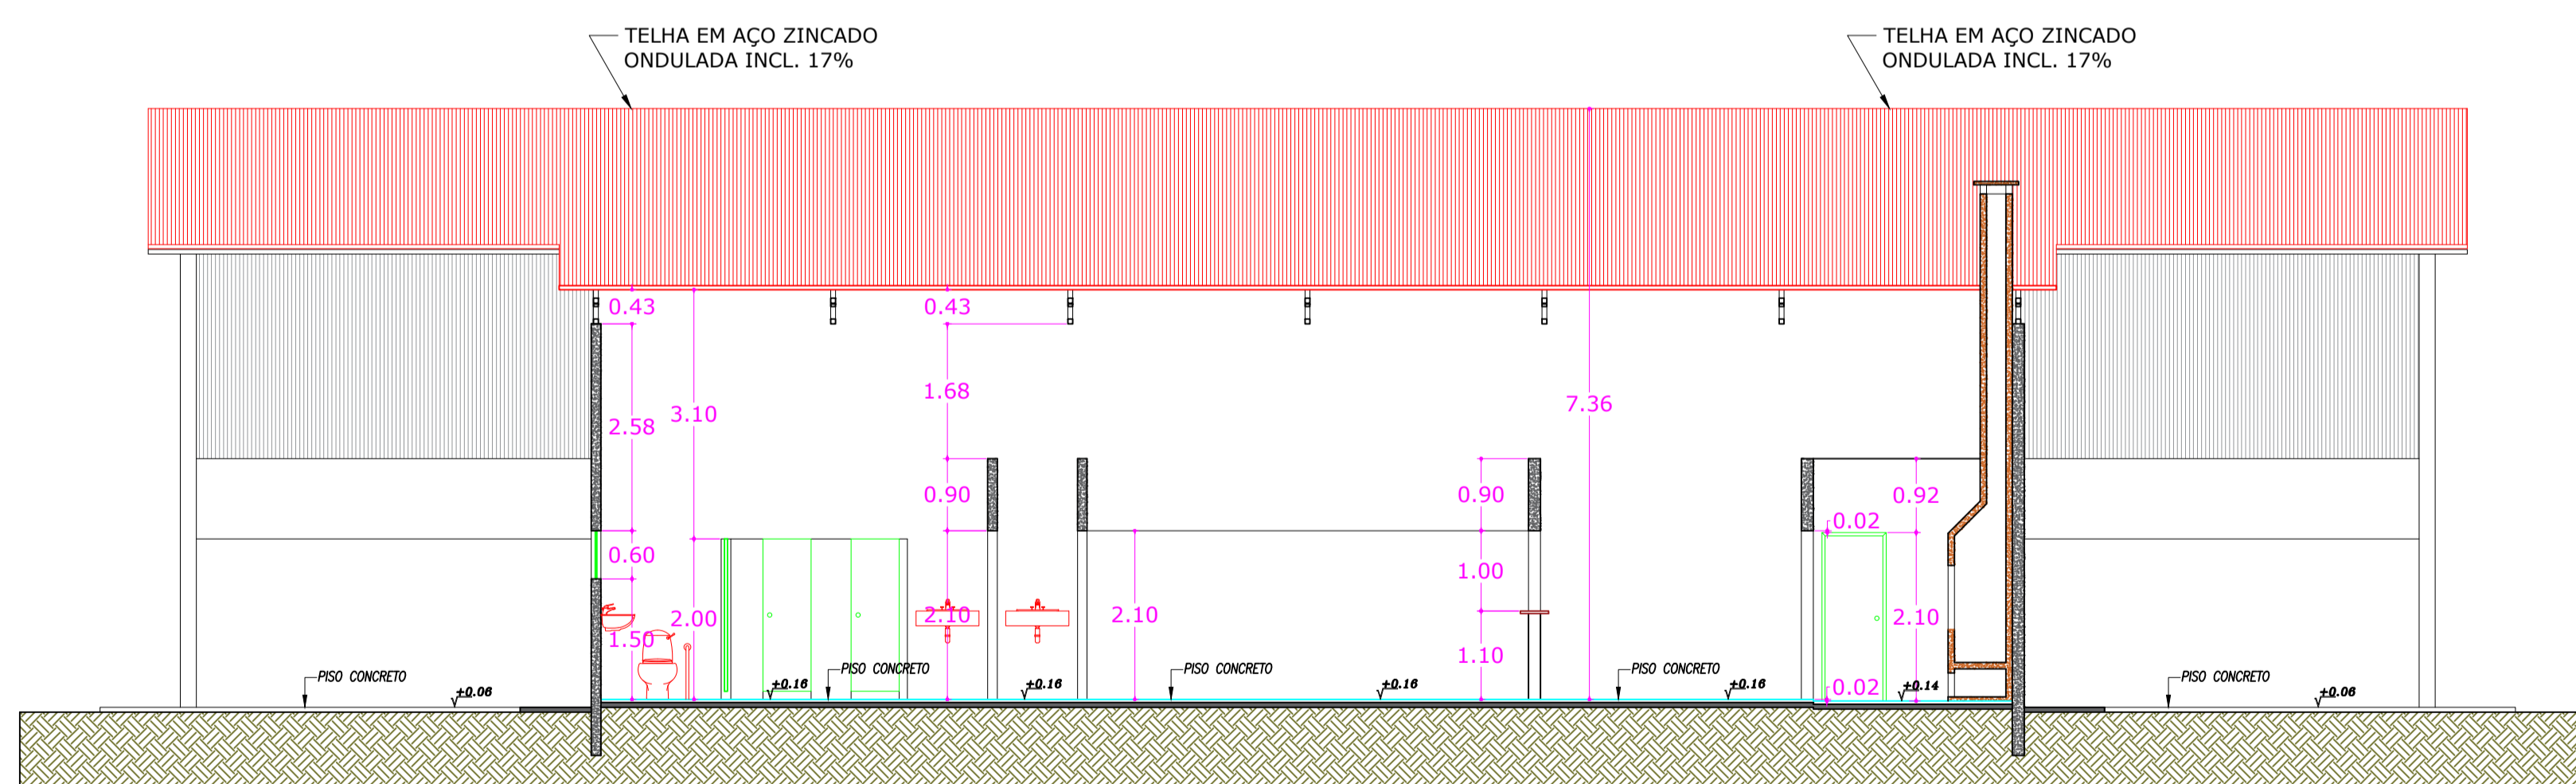 TELHA EM AÇO ZINCADO
ONDULADA INCL. 17%
TELHA EM AÇO ZINCADO
ONDULADA INCL. 17%
0.43
0.43
1.68
3.10
2.58
7.36
0.90
0.90
0.92
0.02
0.60
1.00
2.00
2.10
2.10
2.10
1.50
1.10
PISO CONCRETO
+0.06
+0.16
PISO CONCRETO
+0.16
PISO CONCRETO
+0.16
PISO CONCRETO
+0.16
0.02
+0.14
PISO CONCRETO
+0.06